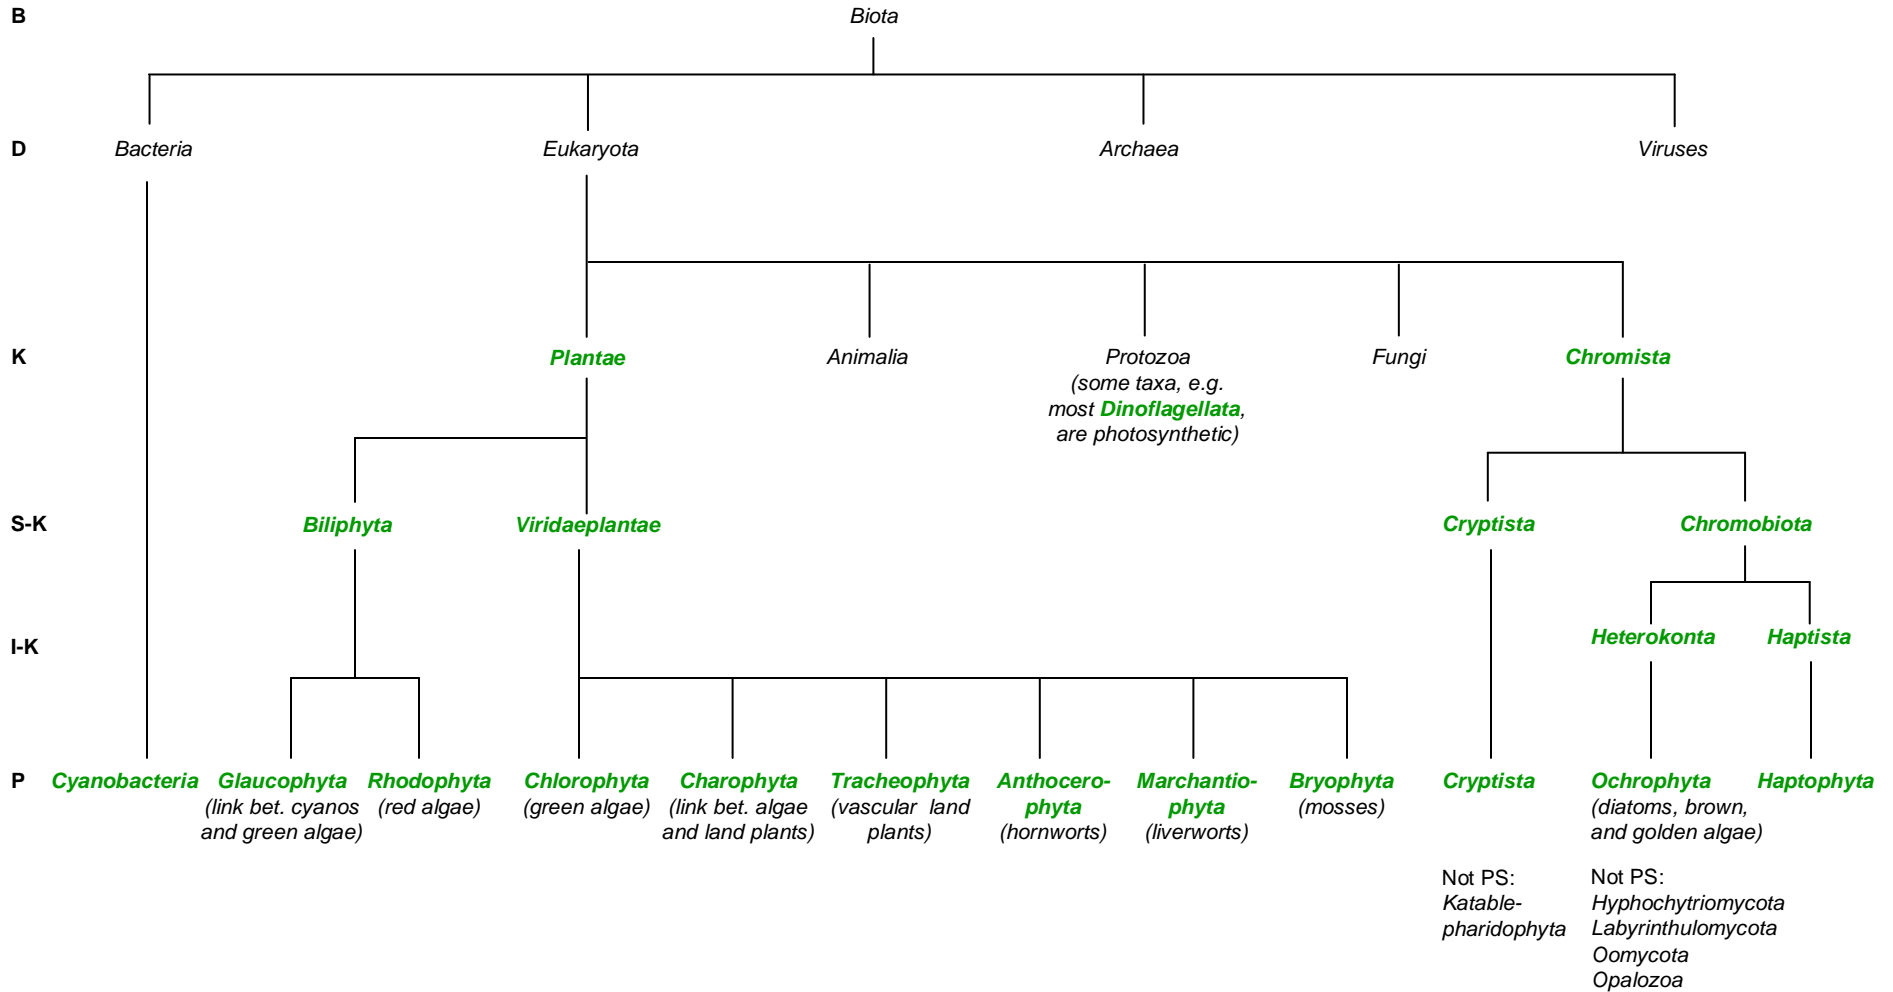 B
Biota
D
Bacteria
Eukaryota
Archaea
Viruses
K
Plantae
Animalia
Protozoa
(some taxa, e.g.
most Dinoflagellata,
are photosynthetic)
Fungi
Chromista
S-K
Biliphyta
Viridaeplantae
Cryptista
Chromobiota
I-K
Heterokonta
Haptista
P
Cyanobacteria
Glaucophyta
(link bet. cyanos
and green algae)
Rhodophyta
(red algae)
Chlorophyta
(green algae)
Charophyta
(link bet. algae
and land plants)
Tracheophyta
(vascular land
plants)
Anthocero-
phyta
(hornworts)
Marchantio-
phyta
(liverworts)
Bryophyta
(mosses)
Cryptista
Ochrophyta
(diatoms, brown,
and golden algae)
Haptophyta
Not PS:
Katable-
pharidophyta
Not PS:
Hyphochytriomycota
Labyrinthulomycota
Oomycota
Opalozoa